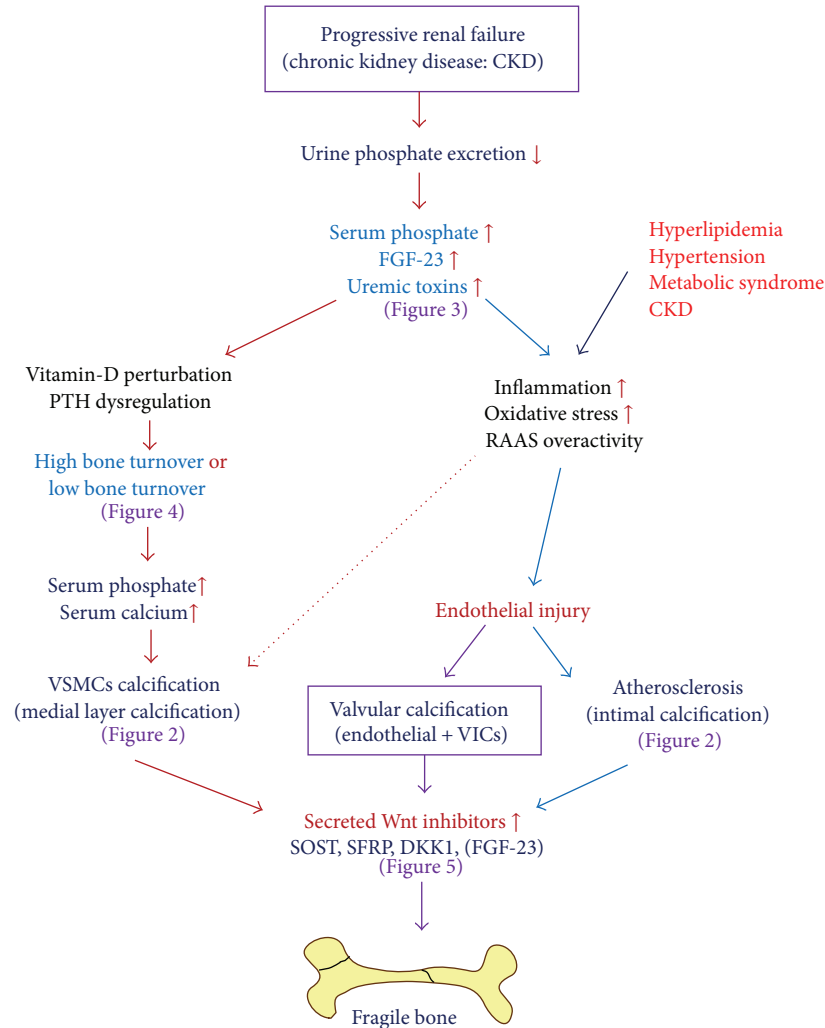 Progressive renal failure
(chronic kidney disease: CKD)
Urine phosphate excretion ↓
Serum phosphate ↑
FGF-23 ↑
Uremic toxins ↑
(Figure 3)
Hyperlipidemia
Hypertension
Metabolic syndrome
CKD
Vitamin-D perturbation
PTH dysregulation
Inflammation ↑
Oxidative stress ↑
RAAS overactivity
High bone turnover or
low bone turnover
(Figure 4)
Serum phosphate↑
Serum calcium↑
Endothelial injury
VSMCs calcification
(medial layer calcification)
(Figure 2)
Valvular calcification
(endothelial + VICs)
Atherosclerosis
(intimal calcification)
(Figure 2)
Secreted Wnt inhibitors ↑
SOST, SFRP, DKK1, (FGF-23)
(Figure 5)
Fragile bone